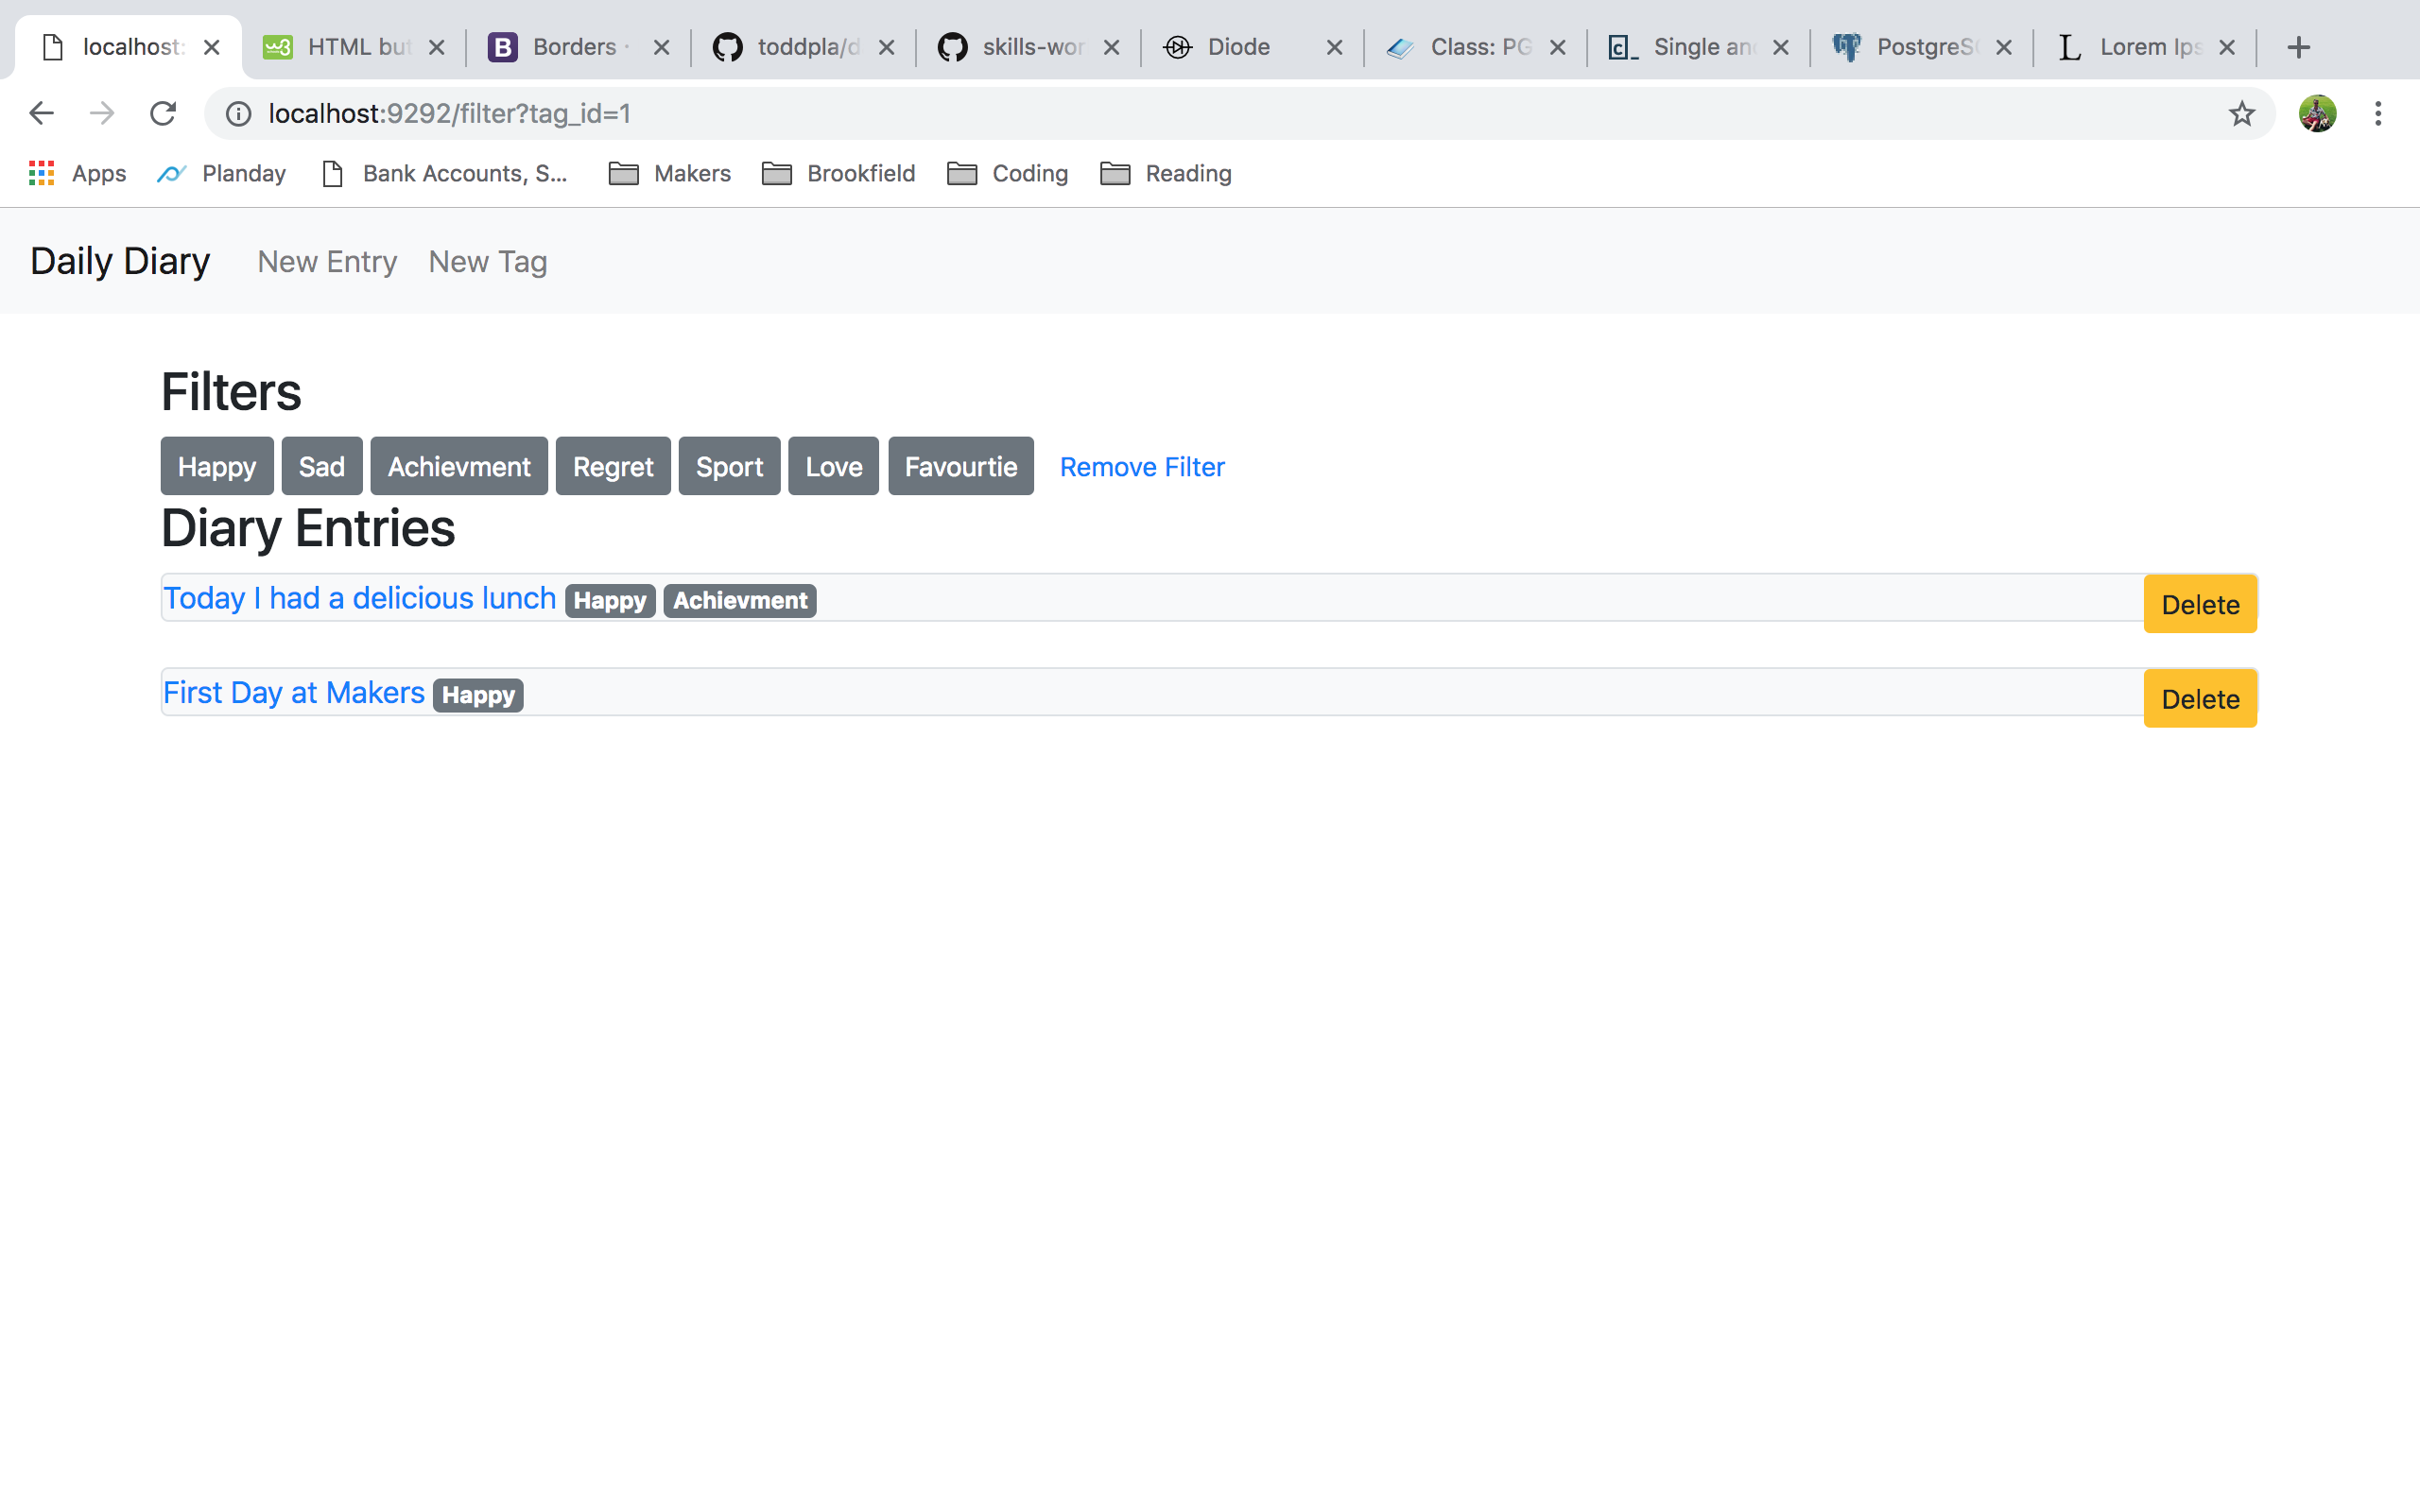 localhost: HTML but Borders · toddpla/d skills-wor Diode Class: PG Single an PostgreS Lorem Ips
localhost:9292/filter?tag_id=1
Apps Planday Bank Accounts, S... Makers Brookfield Coding Reading
Daily Diary New Entry New Tag
Filters
Happy Sad Achievment Regret Sport Love Favourtie Remove Filter
Diary Entries
Today I had a delicious lunch Happy Achievment Delete
First Day at Makers Happy Delete